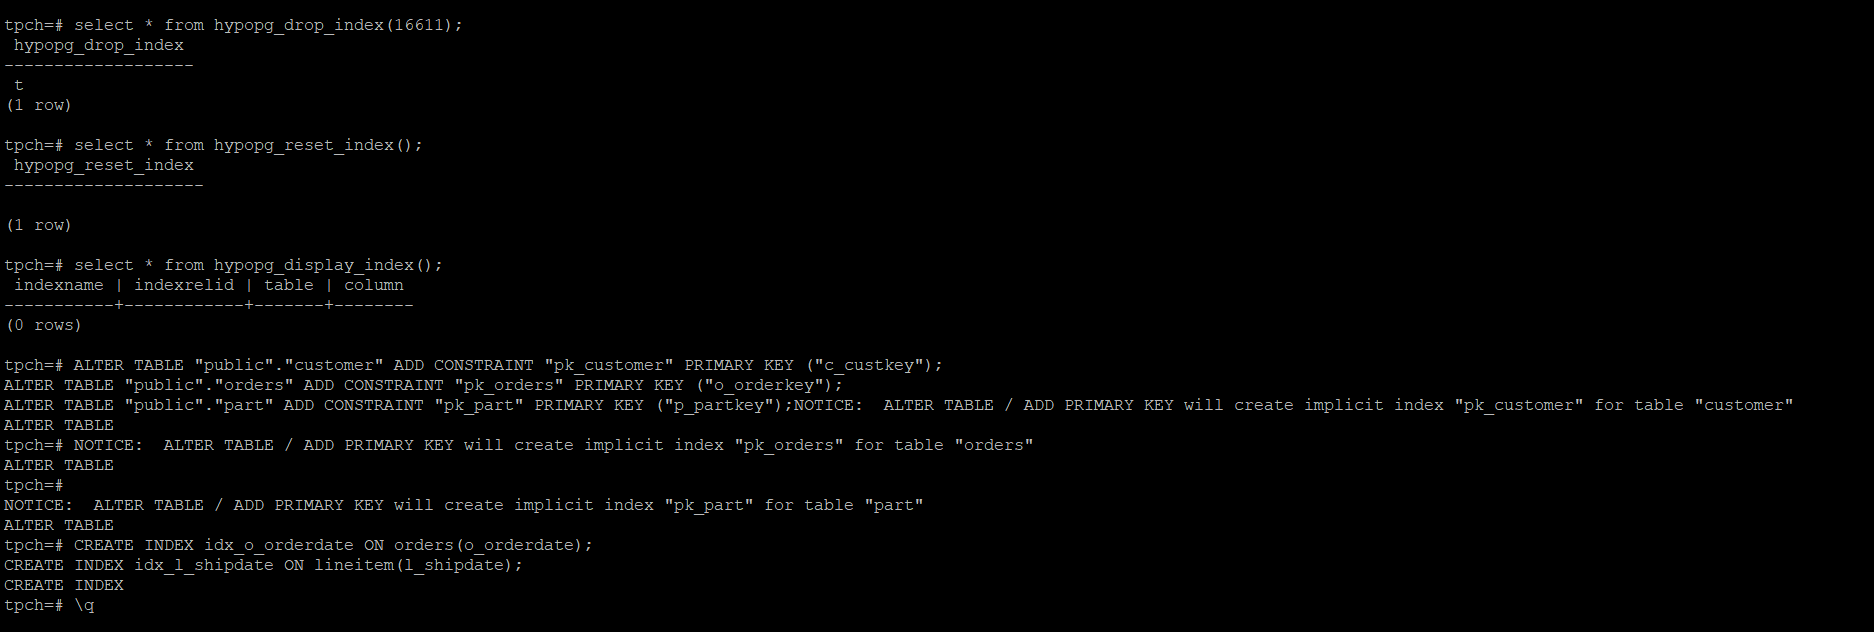 tpch=# select * from hypopg_drop_index(16611);
 hypopg_drop_index
-------------------
 t
(1 row)
tpch=# select * from hypopg_reset_index();
 hypopg_reset_index
--------------------
(1 row)
tpch=# select * from hypopg_display_index();
 indexname | indexrelid | table | column
-----------+------------+-------+--------
(0 rows)
tpch=# ALTER TABLE "public"."customer" ADD CONSTRAINT "pk_customer" PRIMARY KEY ("c_custkey");
ALTER TABLE "public"."orders" ADD CONSTRAINT "pk_orders" PRIMARY KEY ("o_orderkey");
ALTER TABLE "public"."part" ADD CONSTRAINT "pk_part" PRIMARY KEY ("p_partkey");NOTICE:  ALTER TABLE / ADD PRIMARY KEY will create implicit index "pk_customer" for table "customer"
ALTER TABLE
tpch=# NOTICE:  ALTER TABLE / ADD PRIMARY KEY will create implicit index "pk_orders" for table "orders"
ALTER TABLE
tpch=#
NOTICE:  ALTER TABLE / ADD PRIMARY KEY will create implicit index "pk_part" for table "part"
ALTER TABLE
tpch=# CREATE INDEX idx_o_orderdate ON orders(o_orderdate);
CREATE INDEX idx_l_shipdate ON lineitem(l_shipdate);
CREATE INDEX
tpch=# \q